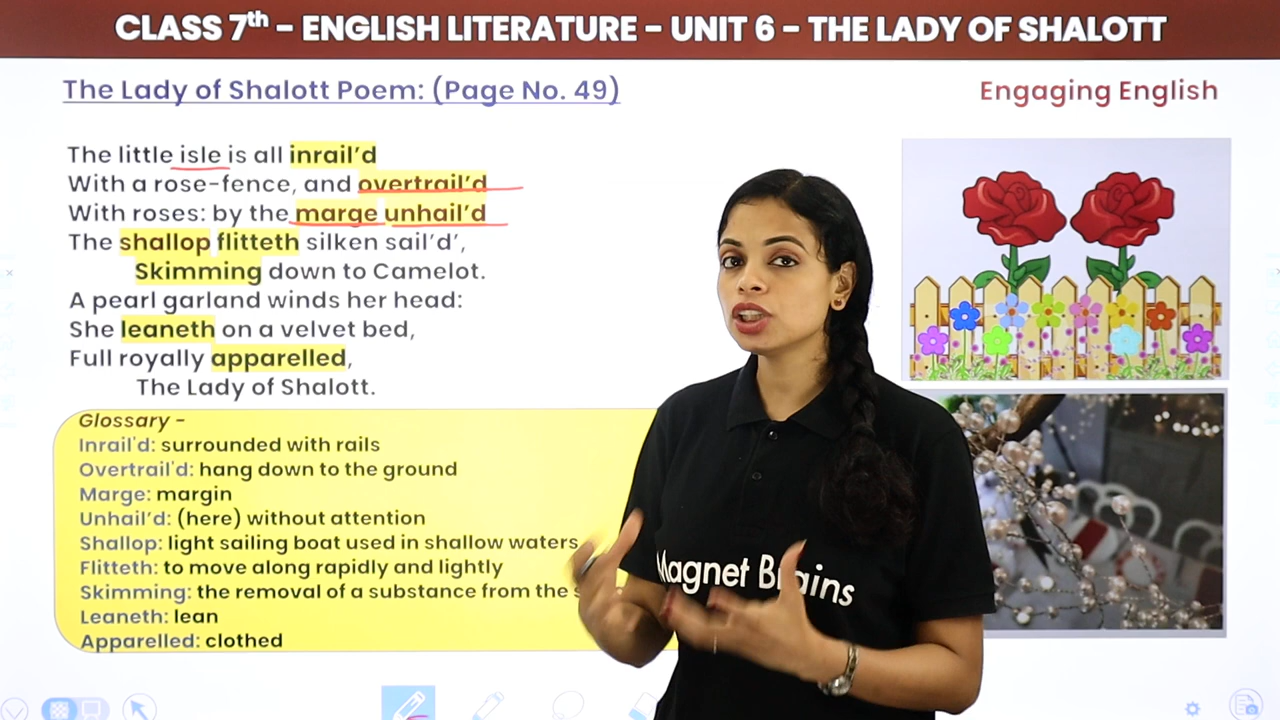 CLASS 7th - ENGLISH LITERATURE - UNIT 6 - THE LADY OF SHALOTT
The Lady of Shalott Poem: (Page No. 49)
Engaging English
The little isle is all inrail’d
With a rose-fence, and overtrail’d
With roses: by the marge unhail’d
The shallop flitteth silken sail’d’,
Skimming down to Camelot.
A pearl garland winds her head:
She leaneth on a velvet bed,
Full royally apparelled,
The Lady of Shalott.
Glossary -
Inrail'd: surrounded with rails
Overtrail'd: hang down to the ground
Marge: margin
Unhail’d: (here) without attention
Shallop: light sailing boat used in shallow waters
Flitteth: to move along rapidly and lightly
Skimming: the removal of a substance from the
Leaneth: lean
Apparelled: clothed
Magnet Brains